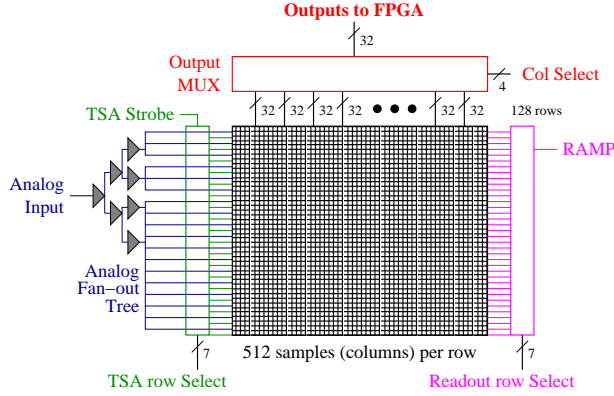 Outputs to FPGA
32
Output
MUX
Col Select
4
32 32 32 32 32 32
128 rows
TSA Strobe
RAMP
Analog
Input
Analog
Fan-out
Tree
7
512 samples (columns) per row
7
TSA row Select
Readout row Select